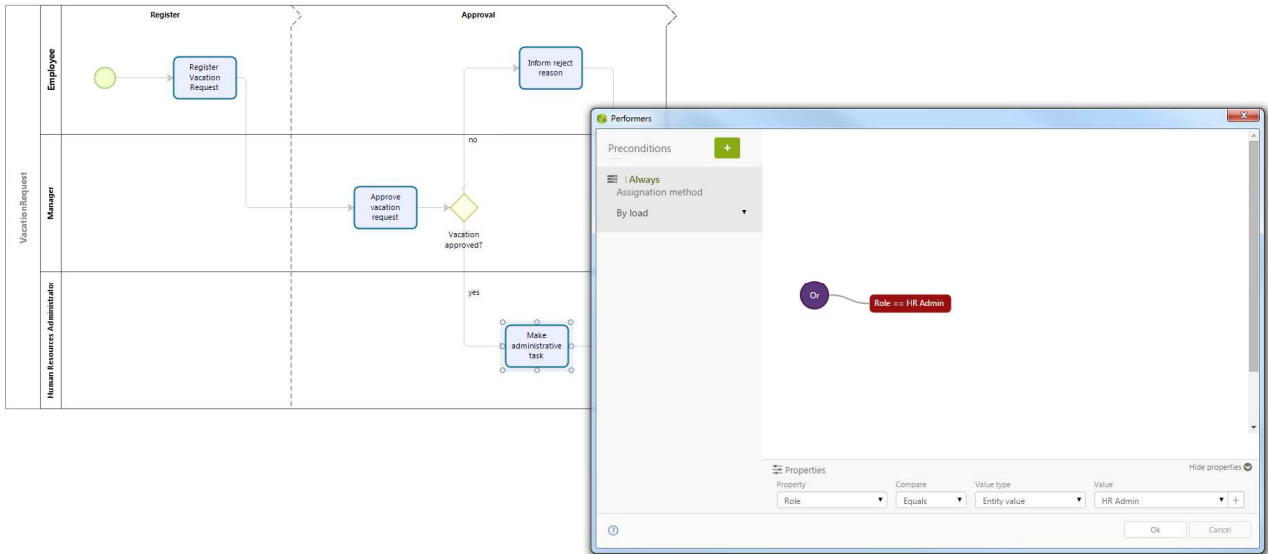 Register
Approval
VacationRequest
Employee
Register
Vacation
Request
Inform reject
reason
Manager
no
Approve
vacation
request
Vacation
approved?
Human Resources Administrator
yes
Make
administrative
task
Performers
Preconditions
+
Always
Assignation method
By load
Or
Role == HR Admin
Properties
Hide properties
Property
Compare
Value type
Value
Role
Equals
Entity value
HR Admin
+
?
Ok
Cancel